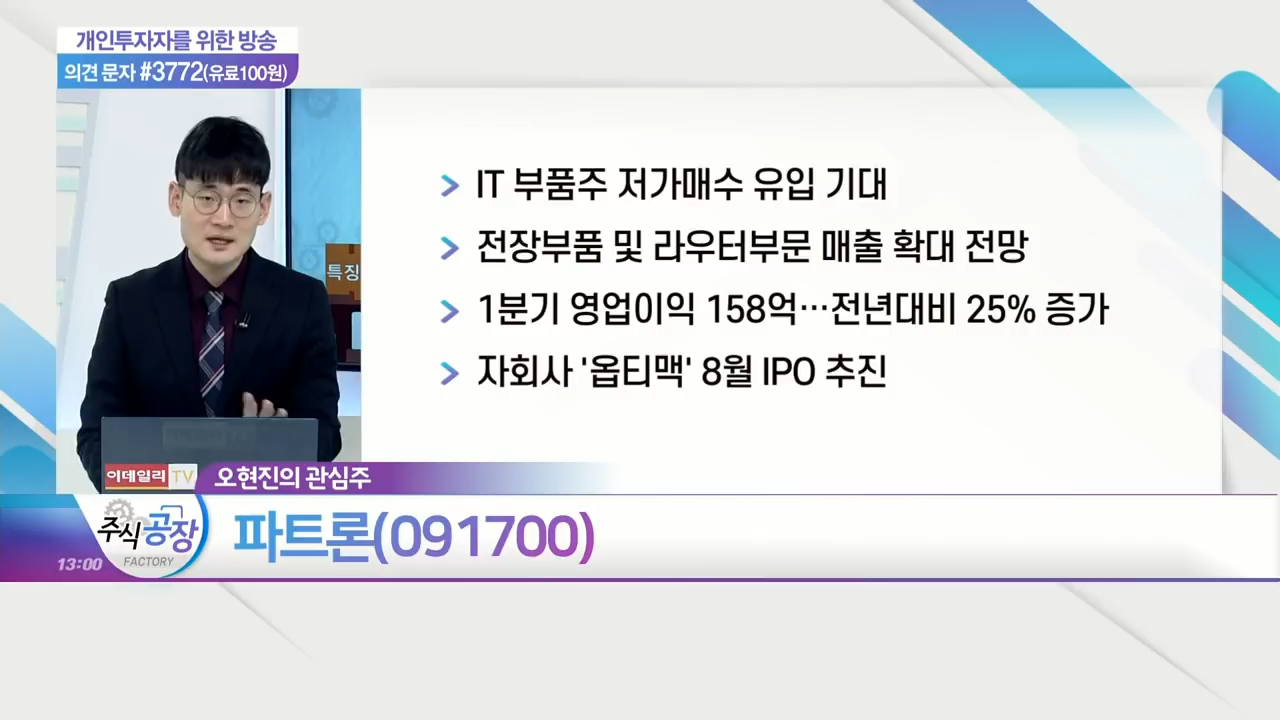 개인투자자를 위한 방송
의견 문자 #3772(유료100원)
IT 부품주 저가매수 유입 기대
전장부품 및 라우터부문 매출 확대 전망
1분기 영업이익 158억…전년대비 25% 증가
자회사 '옵티맥' 8월 IPO 추진
특징
이데일리 TV
오현진의 관심주
주식공장
FACTORY
13:00
파트론(091700)